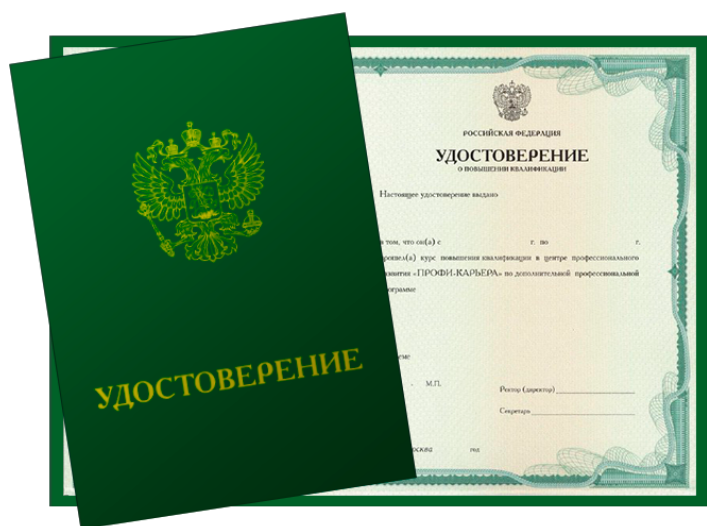 УДОСТОВЕРЕНИЕ
РОССИЙСКАЯ ФЕДЕРАЦИЯ
УДОСТОВЕРЕНИЕ
О ПОВЫШЕНИИ КВАЛИФИКАЦИИ
Настоящее удостоверение выдано
в том, что он(а) с г. по г.
прошел(а) курс повышения квалификации в центре профессионального
развития «ПРОФИ-КАРЬЕРА» по дополнительной профессиональной
программе
М.П.
Ректор (директор)
Секретарь